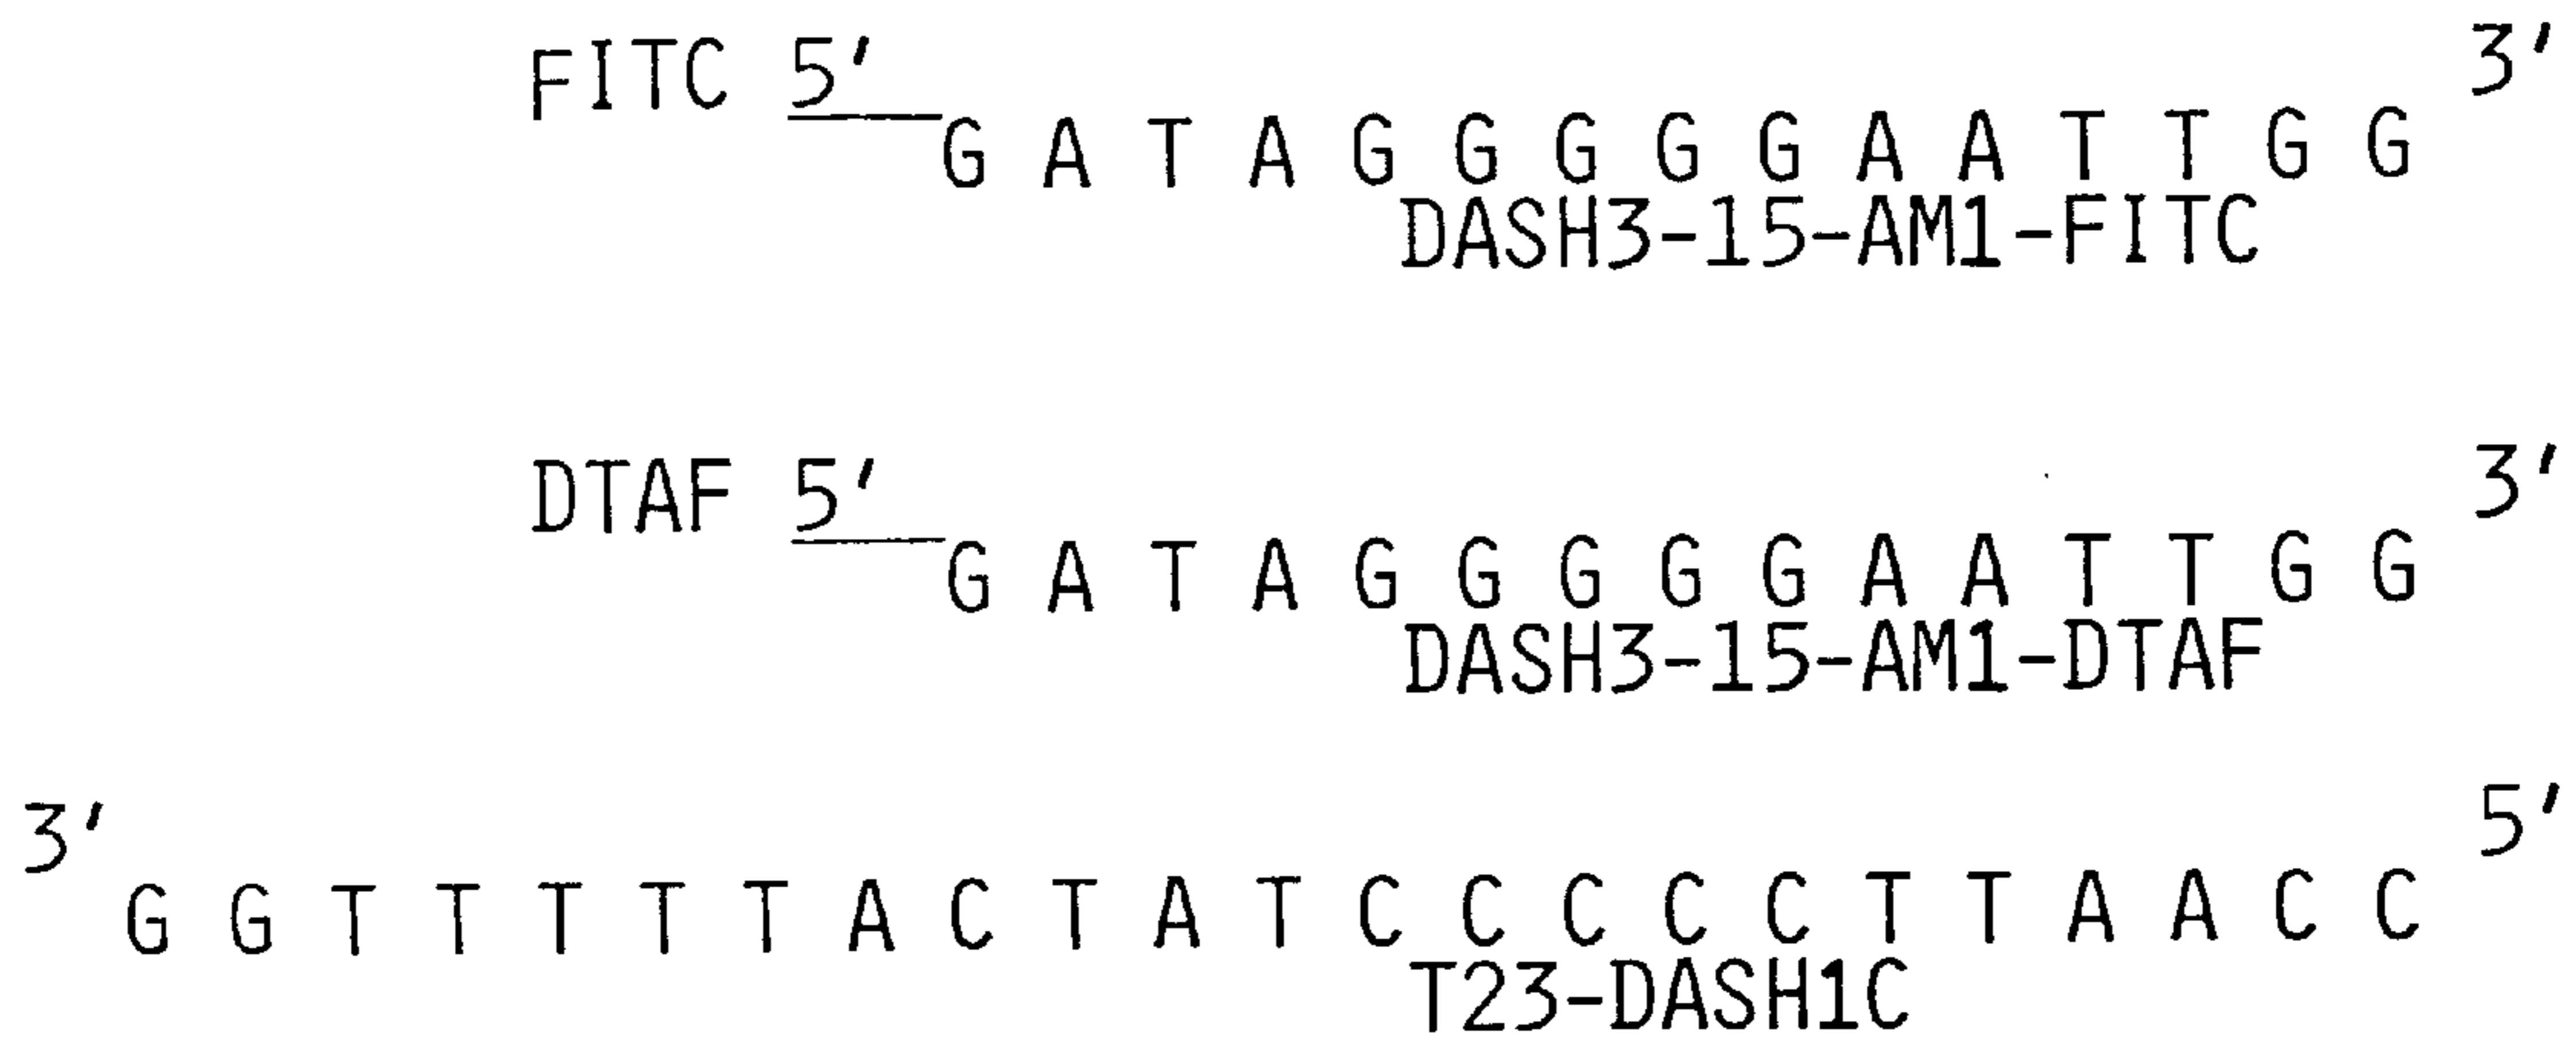 FITC 5' G A T A G G G G G A A T T G G 3'
DASH3-15-AM1-FITC
DTAF 5' G A T A G G G G G A A T T G G 3'
DASH3-15-AM1-DTAF
3' G G T T T T T A C T A T C C C C C T T A A C C 5'
T23-DASH1C